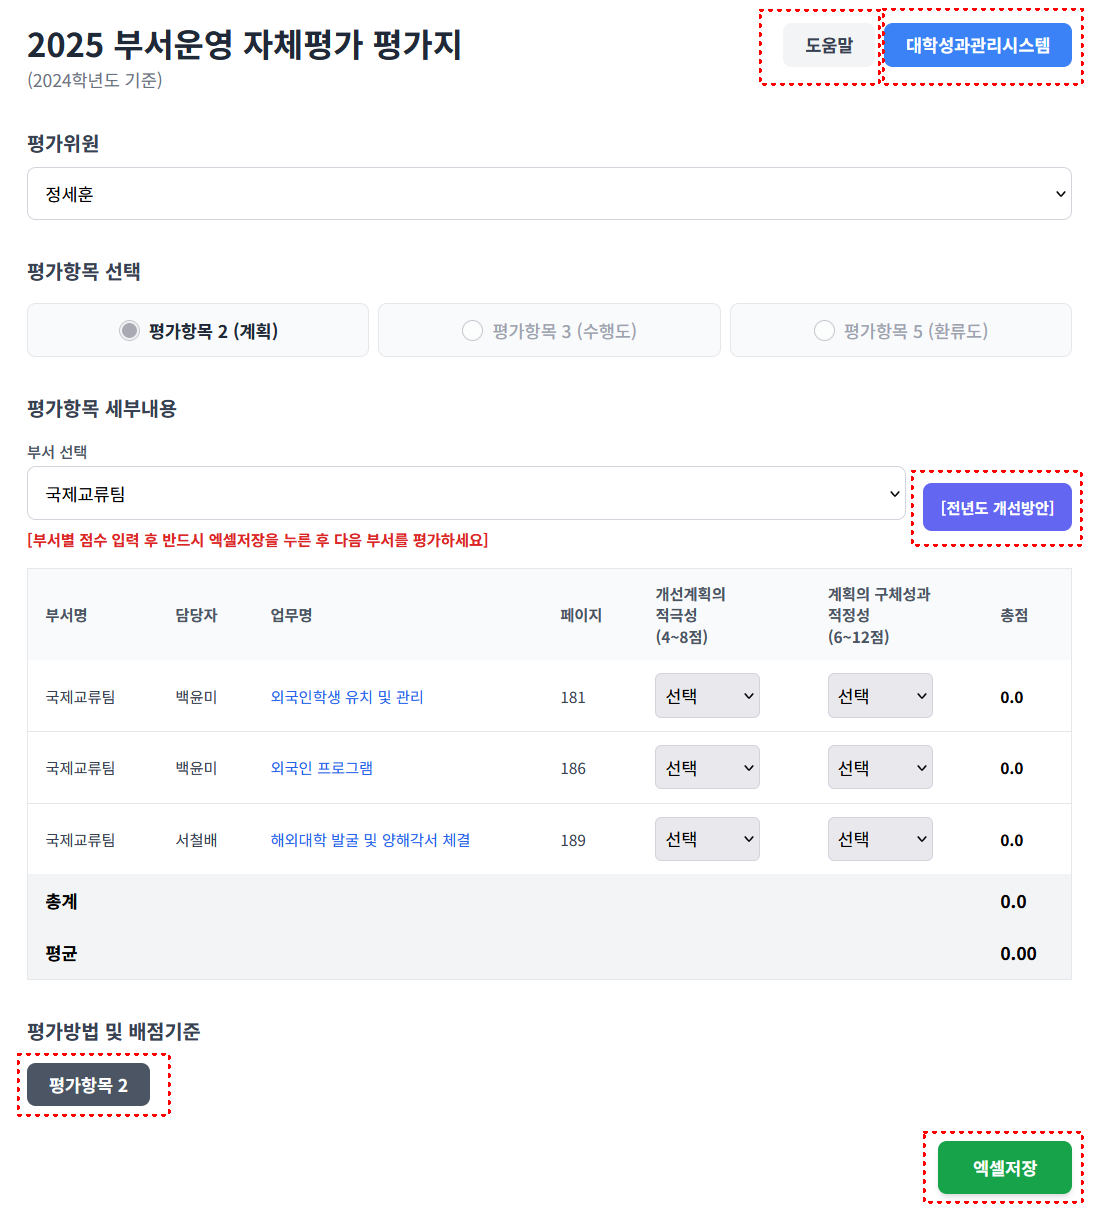 2025 부서운영 자체평가 평가지
(2024학년도 기준)
도움말
대학성과관리시스템
평가위원
정세훈
평가항목 선택
평가항목 2 (계획)
평가항목 3 (수행도)
평가항목 5 (환류도)
평가항목 세부내용
부서 선택
국제교류팀
[전년도 개선방안]
[부서별 점수 입력 후 반드시 엑셀저장을 누른 후 다음 부서를 평가하세요]
부서명 담당자 업무명 페이지 개선계획의 적극성 (4~8점) 계획의 구체성과 적정성 (6~12점) 총점
국제교류팀 백윤미 외국인학생 유치 및 관리 181 선택 선택 0.0
국제교류팀 백윤미 외국인 프로그램 186 선택 선택 0.0
국제교류팀 서철배 해외대학 발굴 및 양해각서 체결 189 선택 선택 0.0
총계 0.0
평균 0.00
평가방법 및 배점기준
평가항목 2
엑셀저장